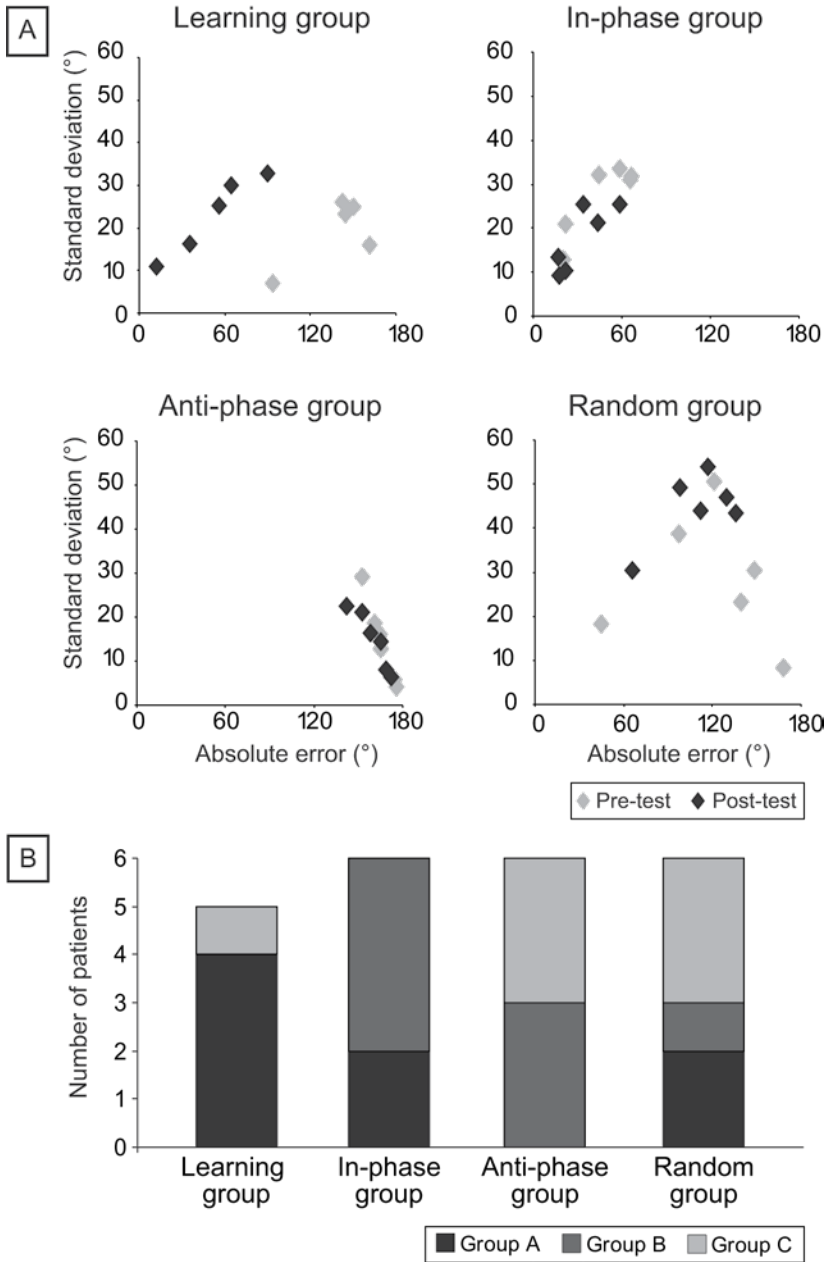 A
Learning group
In-phase group
Standard deviation (°)
60
50
40
30
20
10
0
0 60 120 180
60
50
40
30
20
10
0
0 60 120 180
Anti-phase group
Random group
Standard deviation (°)
60
50
40
30
20
10
0
0 60 120 180
Absolute error (°)
60
50
40
30
20
10
0
0 60 120 180
Absolute error (°)
Pre-test Post-test
B
Number of patients
6
5
4
3
2
1
0
Learning group
In-phase group
Anti-phase group
Random group
Group A Group B Group C